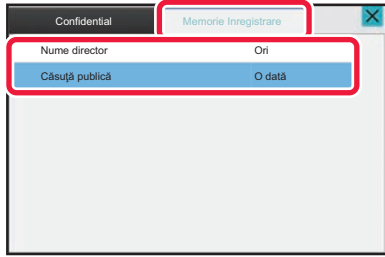 Confidential Memorie Inregistrare
Nume director Ori
Căsuţă publică O dată